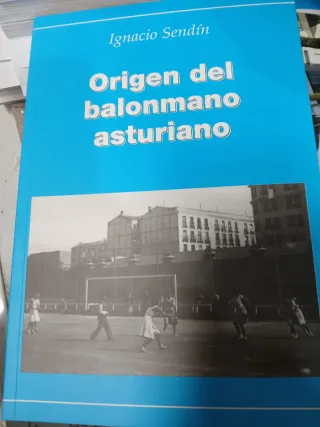 Ignacio Sendín
Origen del
balonmano
asturiano